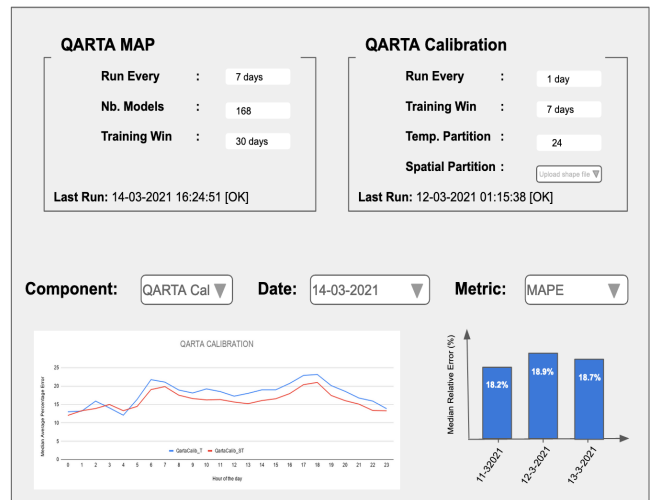 QARTA MAP
Run Every : 7 days
Nb. Models : 168
Training Win : 30 days
Last Run: 14-03-2021 16:24:51 [OK]
QARTA Calibration
Run Every : 1 day
Training Win : 7 days
Temp. Partition : 24
Spatial Partition : Upload shape file
Last Run: 12-03-2021 01:15:38 [OK]
Component: QARTA Cal
Date: 14-03-2021
Metric: MAPE
QARTA CALIBRATION
Median Average Percentage Error
25
20
15
10
5
0
QartaCalib_T QartaCalib_ST
0 1 2 3 4 5 6 7 8 9 10 11 12 13 14 15 16 17 18 19 20 21 22 23
Hour of the day
Median Relative Error (%)
18.2% 18.9% 18.7%
11-32021 12-3-2021 13-3-2021